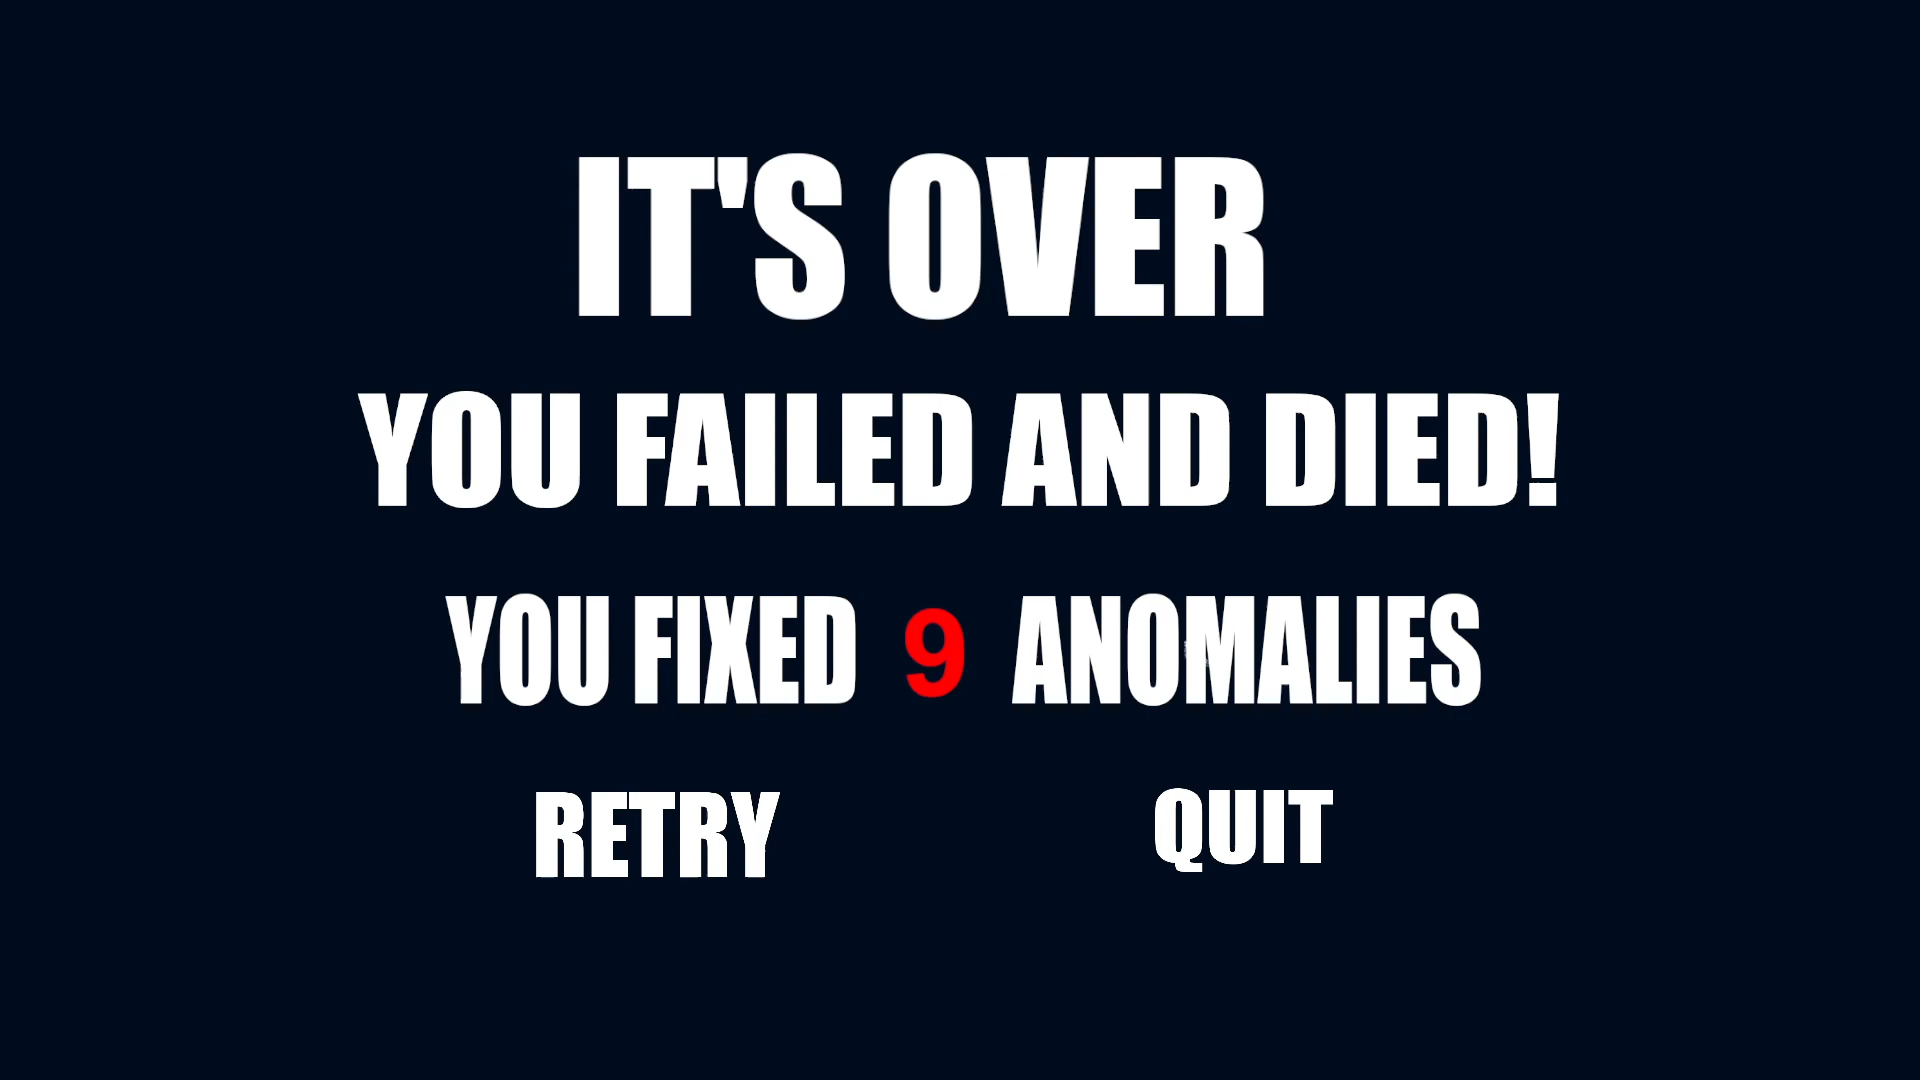 IT'S OVER
YOU FAILED AND DIED!
YOU FIXED 9 ANOMALIES
RETRY QUIT